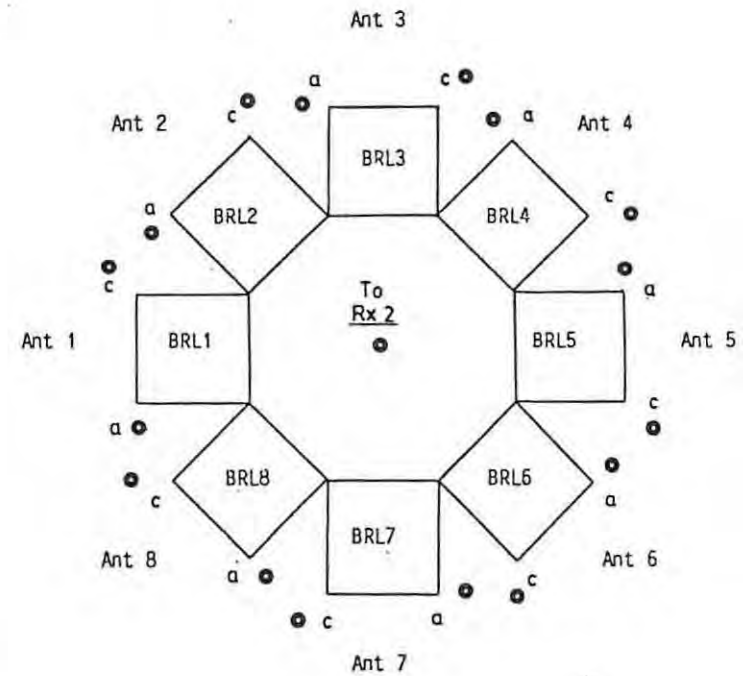 Ant 3
a
c
Ant 2
c
a
Ant 4
BRL3
a
BRL2
BRL4
c
c
To
Rx 2
a
Ant 1
BRL1
BRL5
Ant 5
a
c
BRL8
BRL6
c
a
BRL7
Ant 8
a
c
Ant 6
c
a
Ant 7